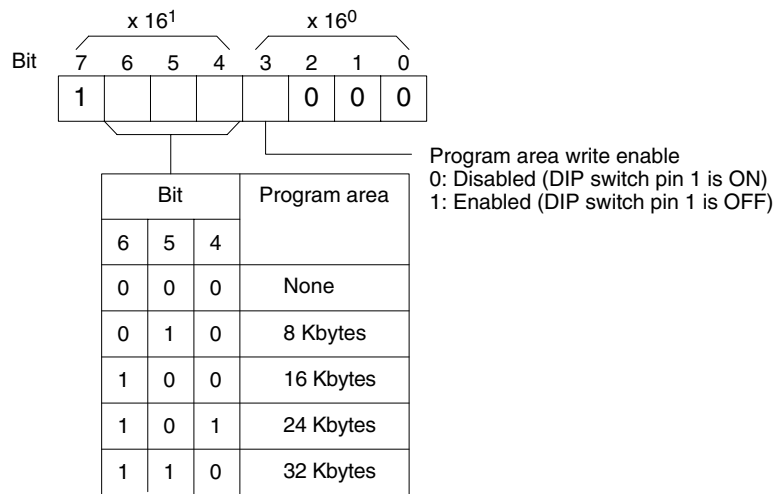 x 16¹ x 16⁰
Bit 7 6 5 4 3 2 1 0
1 0 0 0
Program area write enable
0: Disabled (DIP switch pin 1 is ON)
1: Enabled (DIP switch pin 1 is OFF)
Bit Program area
6 5 4
0 0 0 None
0 1 0 8 Kbytes
1 0 0 16 Kbytes
1 0 1 24 Kbytes
1 1 0 32 Kbytes